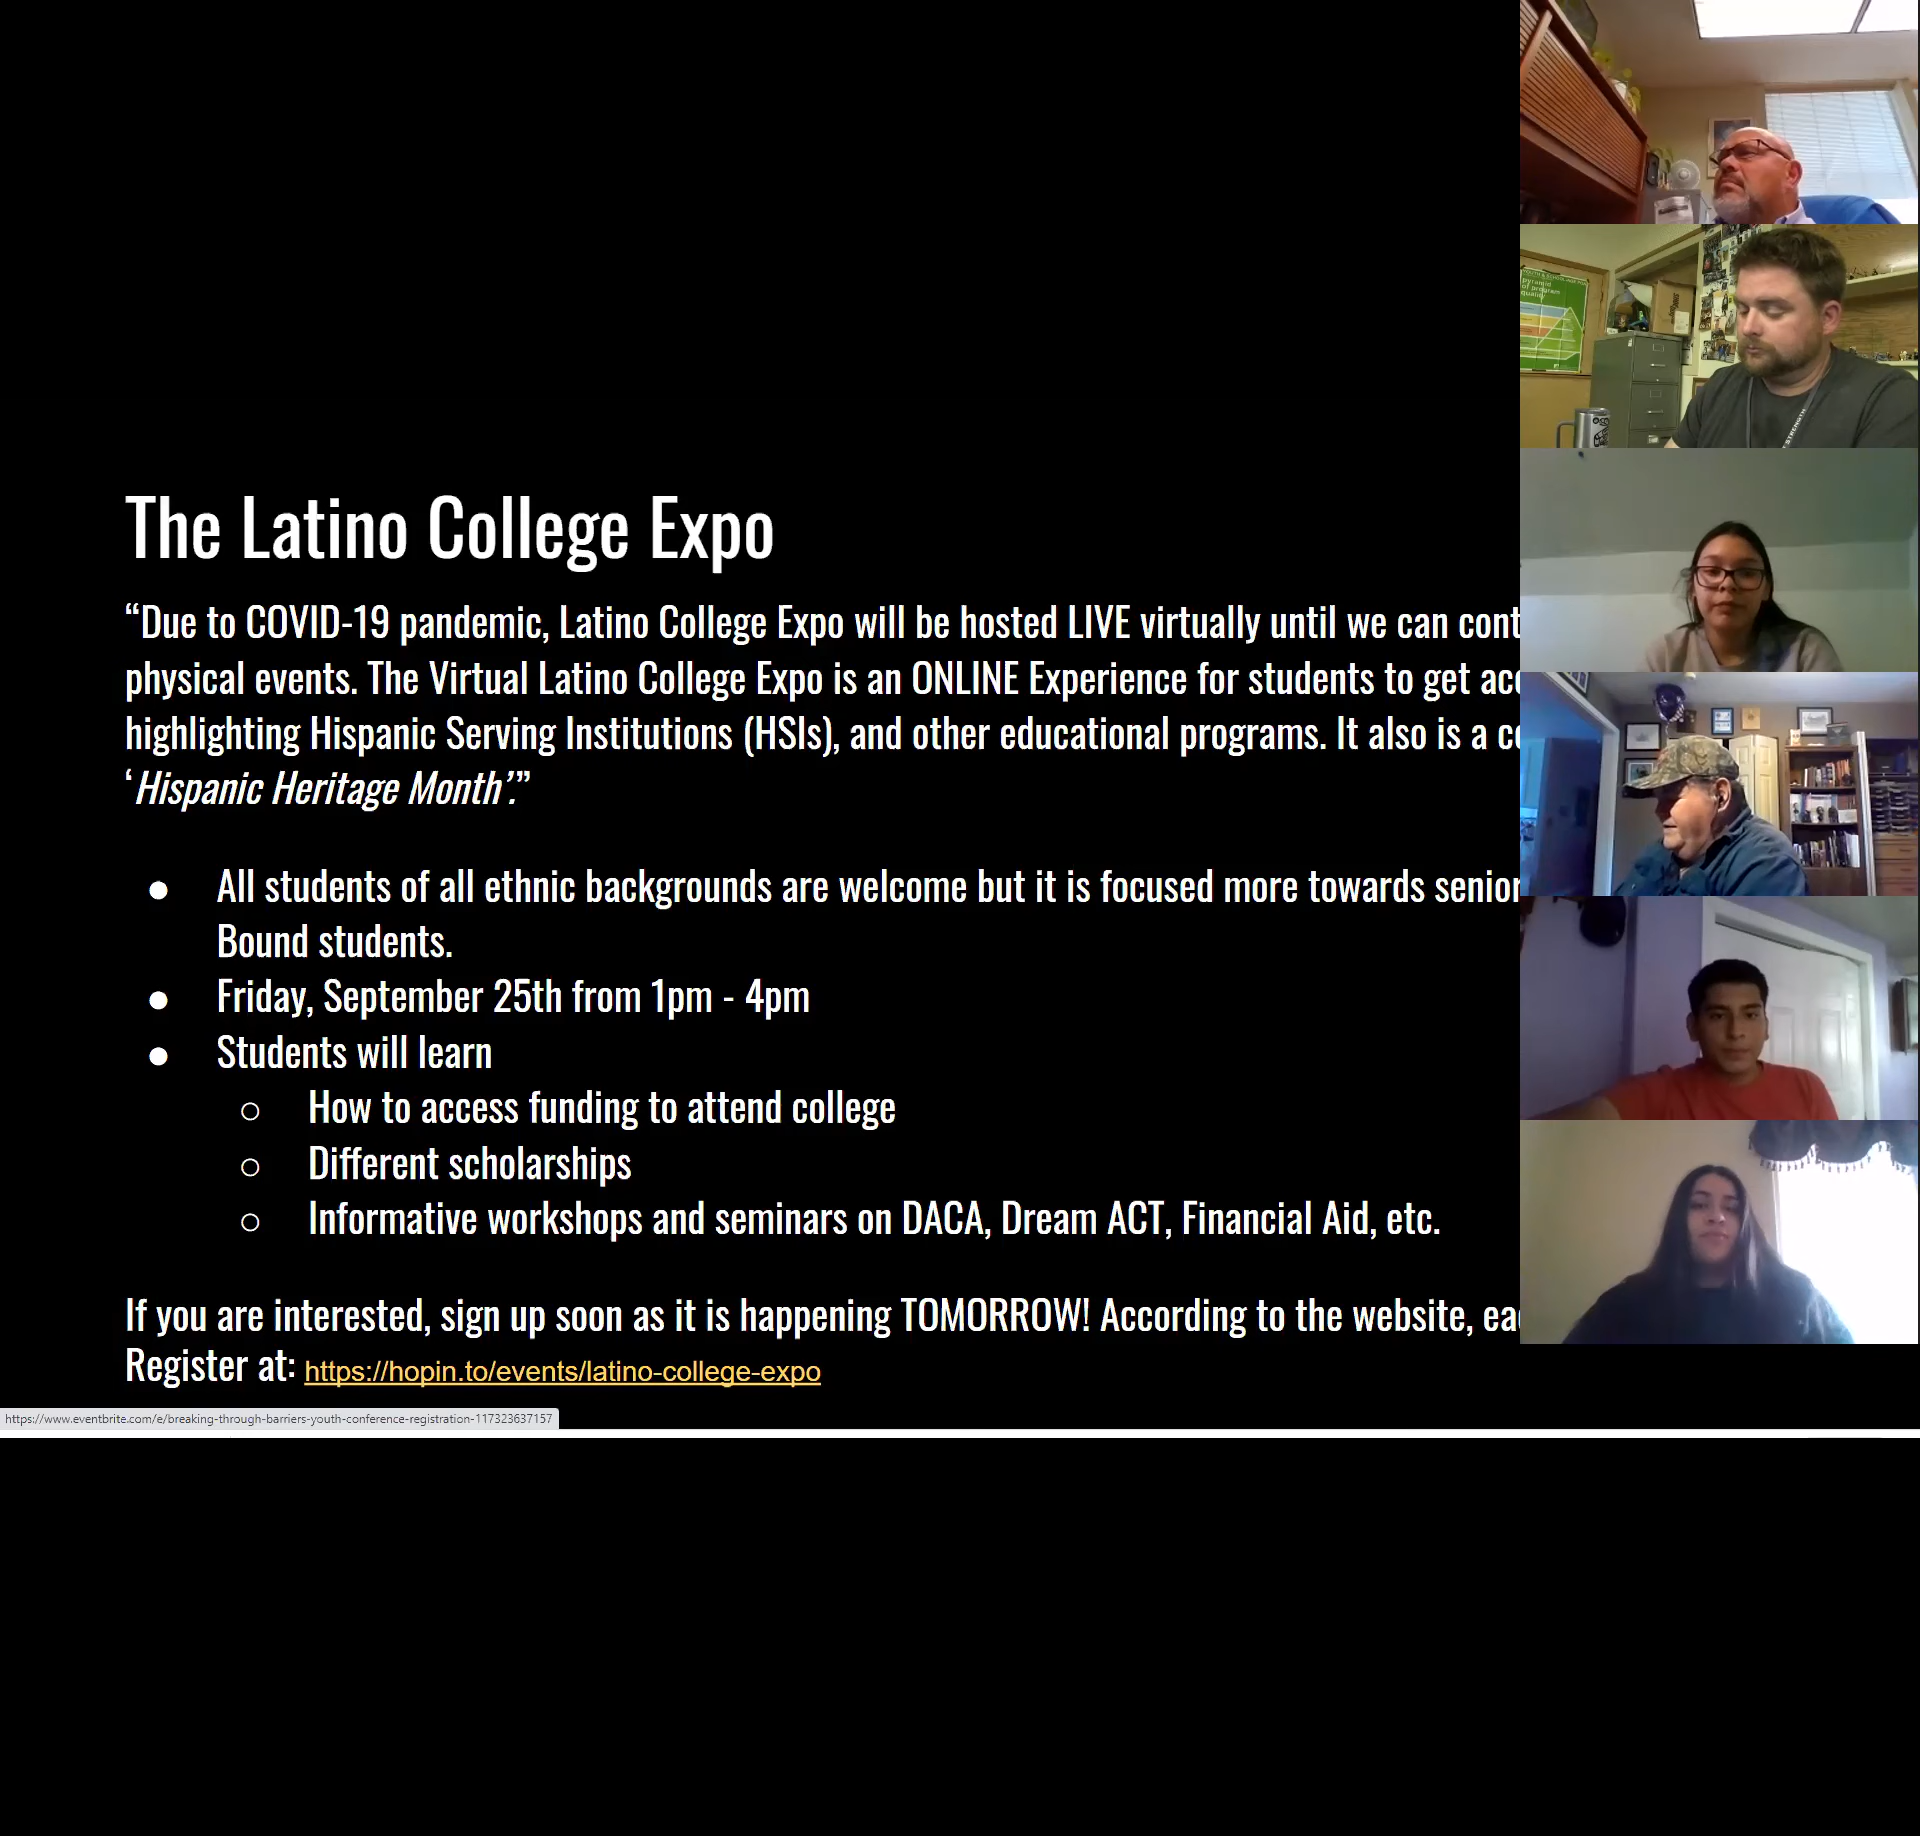 The Latino College Expo
“Due to COVID-19 pandemic, Latino College Expo will be hosted LIVE virtually until we can cont
physical events. The Virtual Latino College Expo is an ONLINE Experience for students to get acc
highlighting Hispanic Serving Institutions (HSIs), and other educational programs. It also is a c
‘Hispanic Heritage Month’.”
● All students of all ethnic backgrounds are welcome but it is focused more towards senior
Bound students.
● Friday, September 25th from 1pm - 4pm
● Students will learn
○ How to access funding to attend college
○ Different scholarships
○ Informative workshops and seminars on DACA, Dream ACT, Financial Aid, etc.
If you are interested, sign up soon as it is happening TOMORROW! According to the website, ea
Register at: https://hopin.to/events/latino-college-expo
https://www.eventbrite.com/e/breaking-through-barriers-youth-conference-registration-117323637157
pyramid
of program
quality
STRENGTH